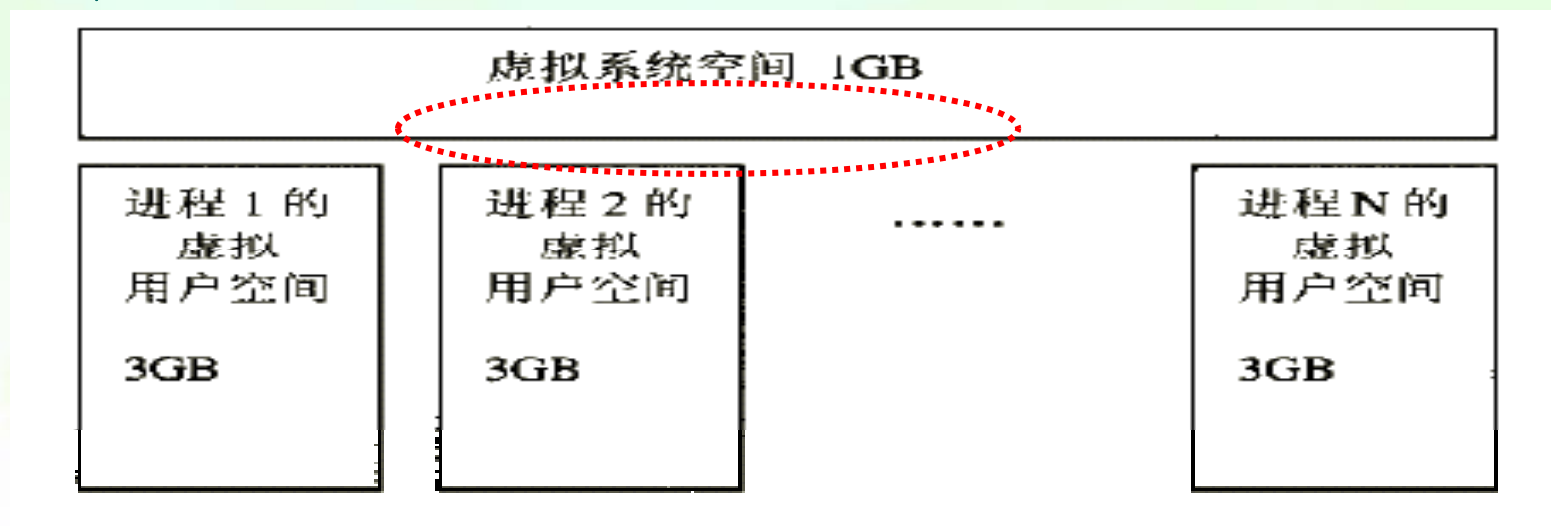 虚拟系统空间 1GB
进程 1 的
虚拟
用户空间
3GB
进程 2 的
虚拟
用户空间
3GB
......
进程 N 的
虚拟
用户空间
3GB